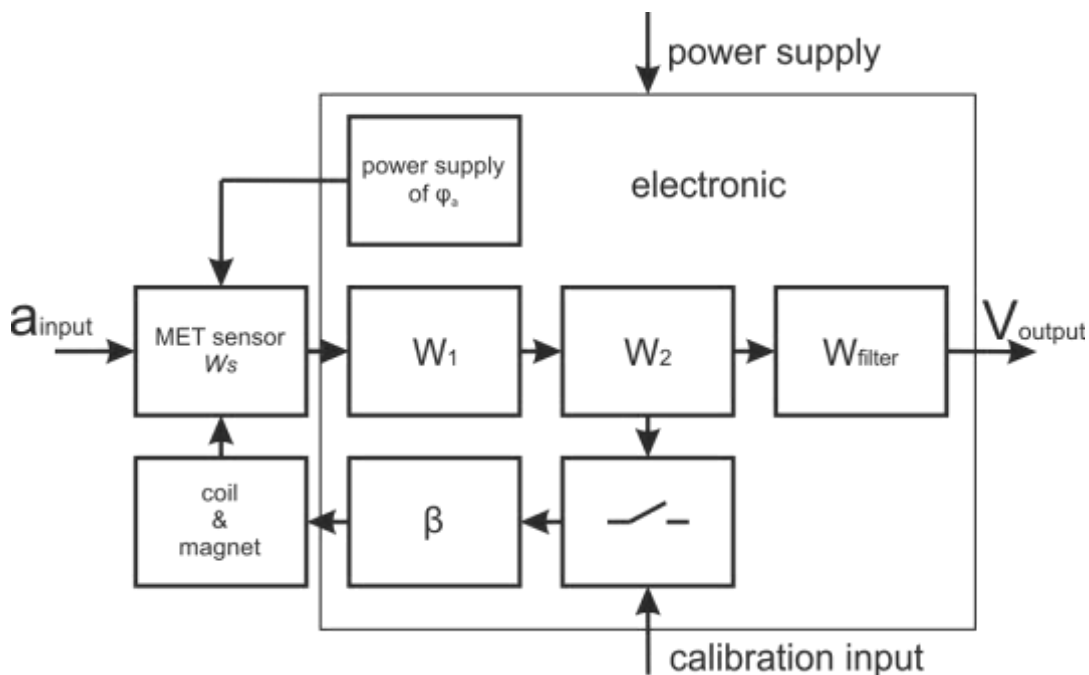 power supply
power supply
of φₐ
electronic
ainput
MET sensor
Ws
W1
W2
Wfilter
Voutput
coil
&
magnet
β
calibration input